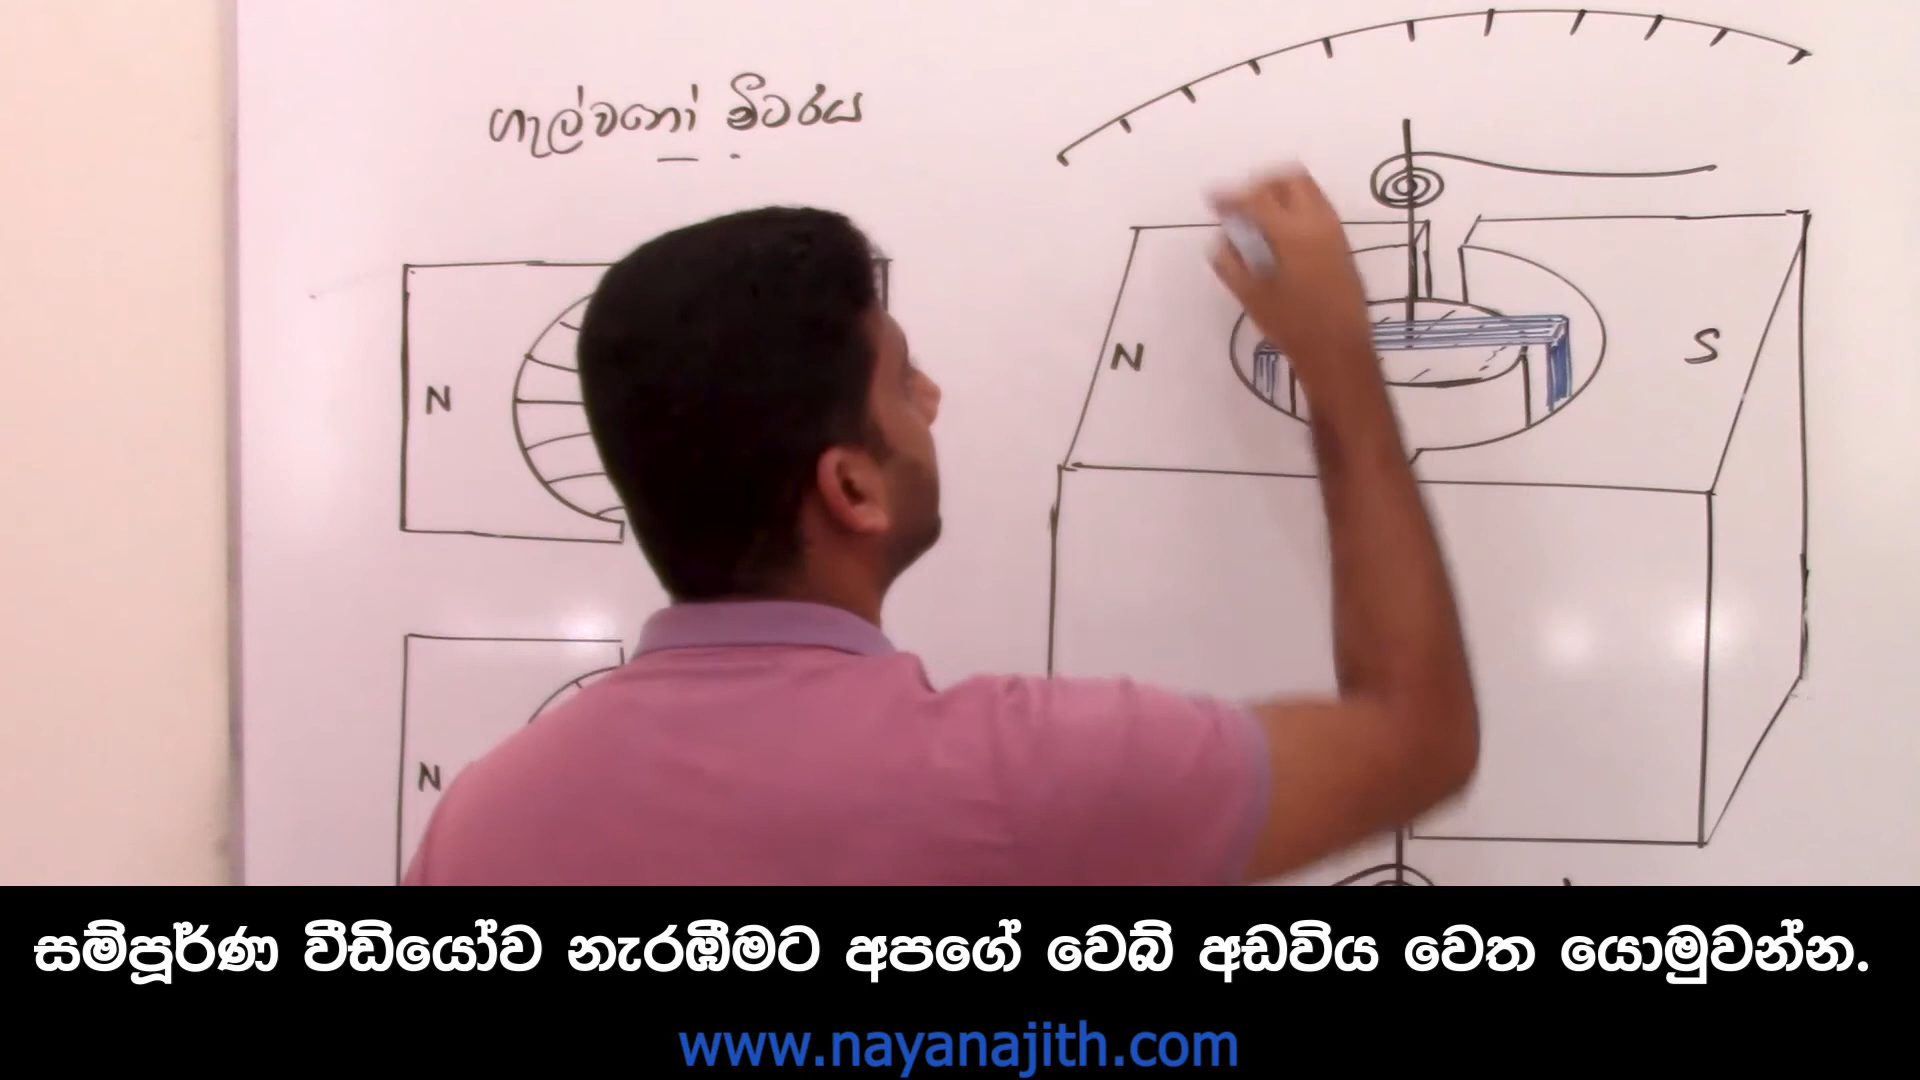 ගැල්වනෝ මීටරය
N
N S
N
සම්පූර්ණ වීඩියෝව නැරඹීමට අපගේ වෙබ් අඩවිය වෙත යොමුවන්න.
www.nayanajith.com